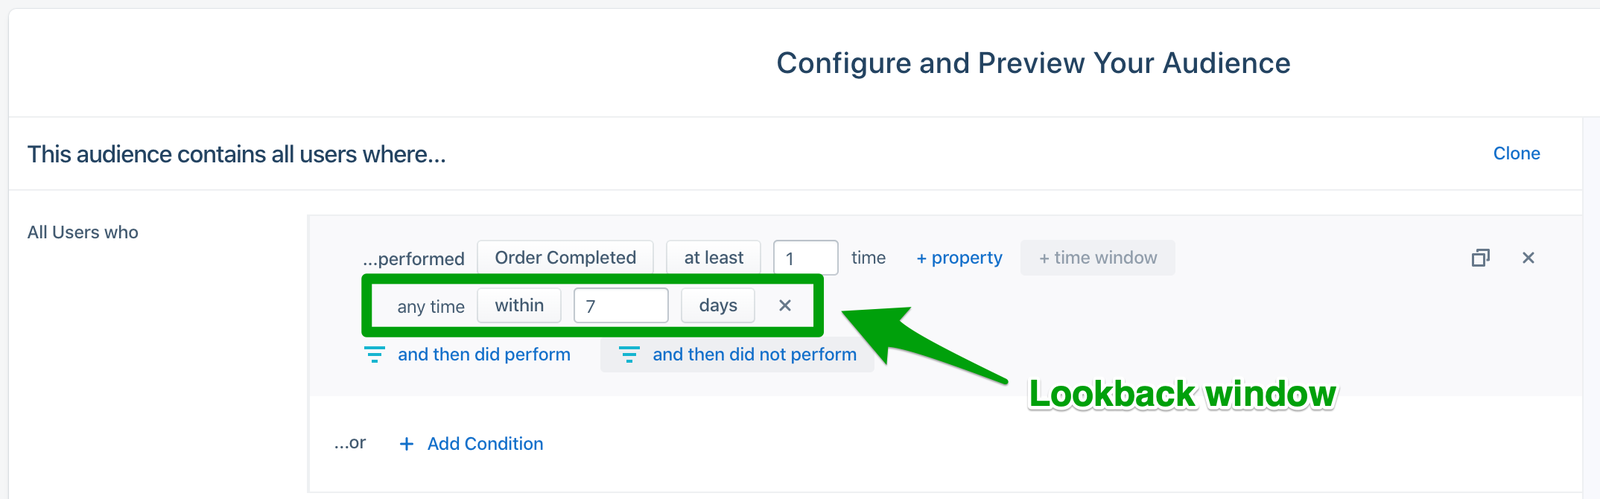 Configure and Preview Your Audience
This audience contains all users where...
Clone
All Users who
...performed Order Completed at least 1 time + property + time window
any time within 7 days
and then did perform and then did not perform
Lookback window
...or + Add Condition